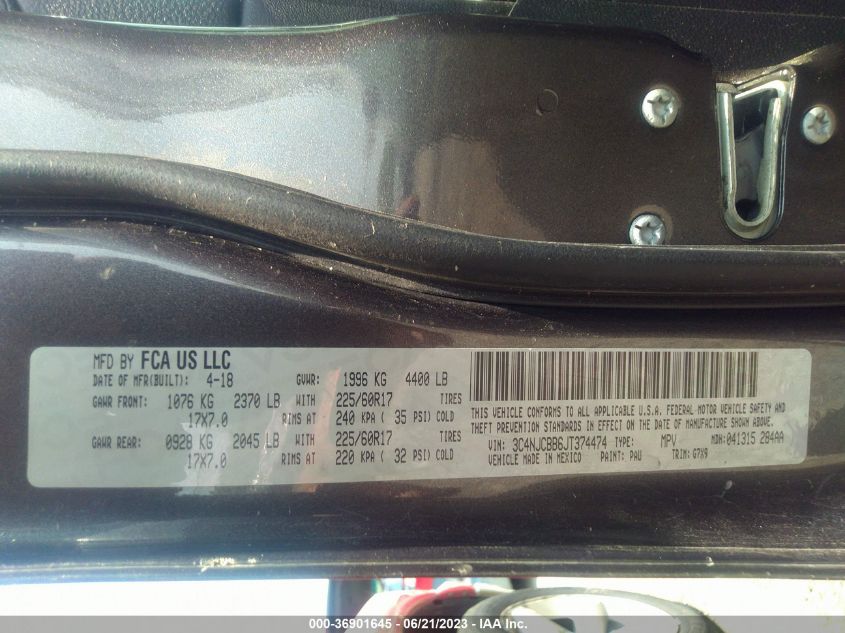 MFD BY FCA US LLC
DATE OF MFR(BUILT): 4-18 GVWR: 1996 KG 4400 LB
GAWR FRONT: 1076 KG 2370 LB WITH 225/60R17 TIRES
17X7.0 RIMS AT 240 KPA ( 35 PSI) COLD
GAWR REAR: 0928 KG 2045 LB WITH 225/60R17 TIRES
17X7.0 RIMS AT 220 KPA ( 32 PSI) COLD
THIS VEHICLE CONFORMS TO ALL APPLICABLE U.S.A. FEDERAL MOTOR VEHICLE SAFETY AND
THEFT PREVENTION STANDARDS IN EFFECT ON THE DATE OF MANUFACTURE SHOWN ABOVE.
VIN: 3C4NJCBB6JT374474 TYPE: MPV MDH: 041315 284AA
VEHICLE MADE IN MEXICO PAINT: PAU TRIM: G7X9
000-36901645 - 06/21/2023 - IAA Inc.